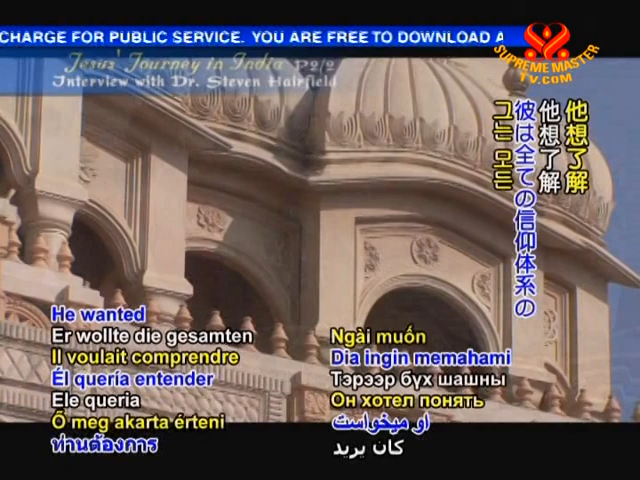 CHARGE FOR PUBLIC SERVICE. YOU ARE FREE TO DOWNLOAD A
SUPREME MASTER
TV.COM
Jesus' Journey in India P2/2
Interview with Dr. Steven Hairfield
他想了解
他想了解
彼は全ての信仰体系の
그는 모든
He wanted
Er wollte die gesamten
Il voulait comprendre
Él quería entender
Ele queria
Ő meg akarta érteni
ท่านต้องการ
Ngài muốn
Dia ingin memahami
Тэрээр бүх шашны
Он хотел понять
او میخواست
كان يريد